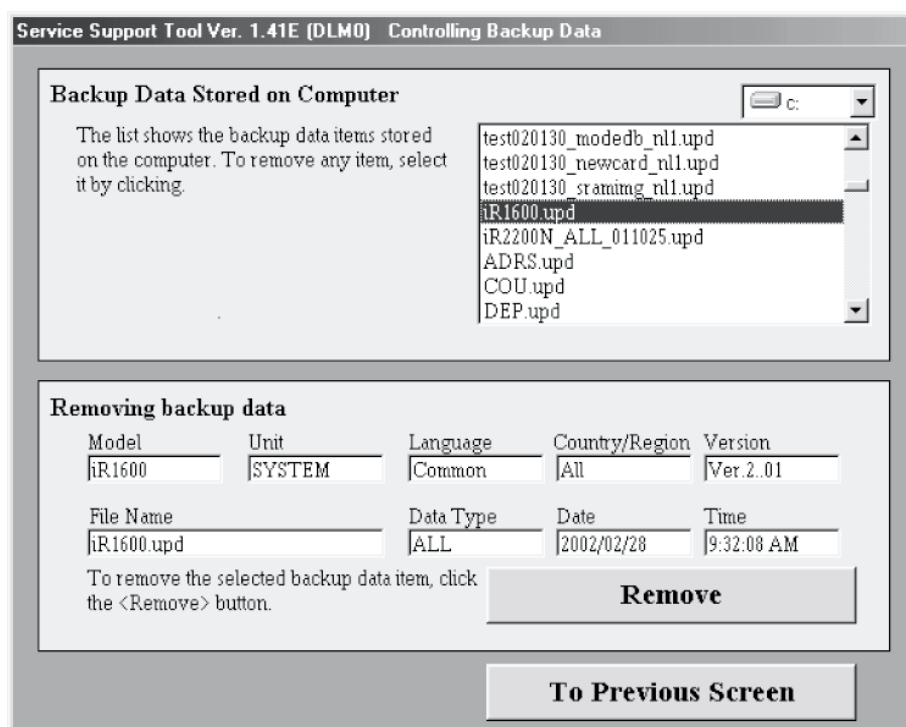 Service Support Tool Ver. 1.41E (DLM0) Controlling Backup Data
Backup Data Stored on Computer
The list shows the backup data items stored
on the computer. To remove any item, select
it by clicking.
c:
test020130_modedb_nl1.upd
test020130_newcard_nl1.upd
test020130_sramimg_nl1.upd
iR1600.upd
iR2200N_ALL_011025.upd
ADRS.upd
COU.upd
DEP.upd
Removing backup data
Model Unit Language Country/Region Version
iR1600 SYSTEM Common All Ver.2..01
File Name Data Type Date Time
iR1600.upd ALL 2002/02/28 9:32:08 AM
To remove the selected backup data item, click
the <Remove> button.
Remove
To Previous Screen